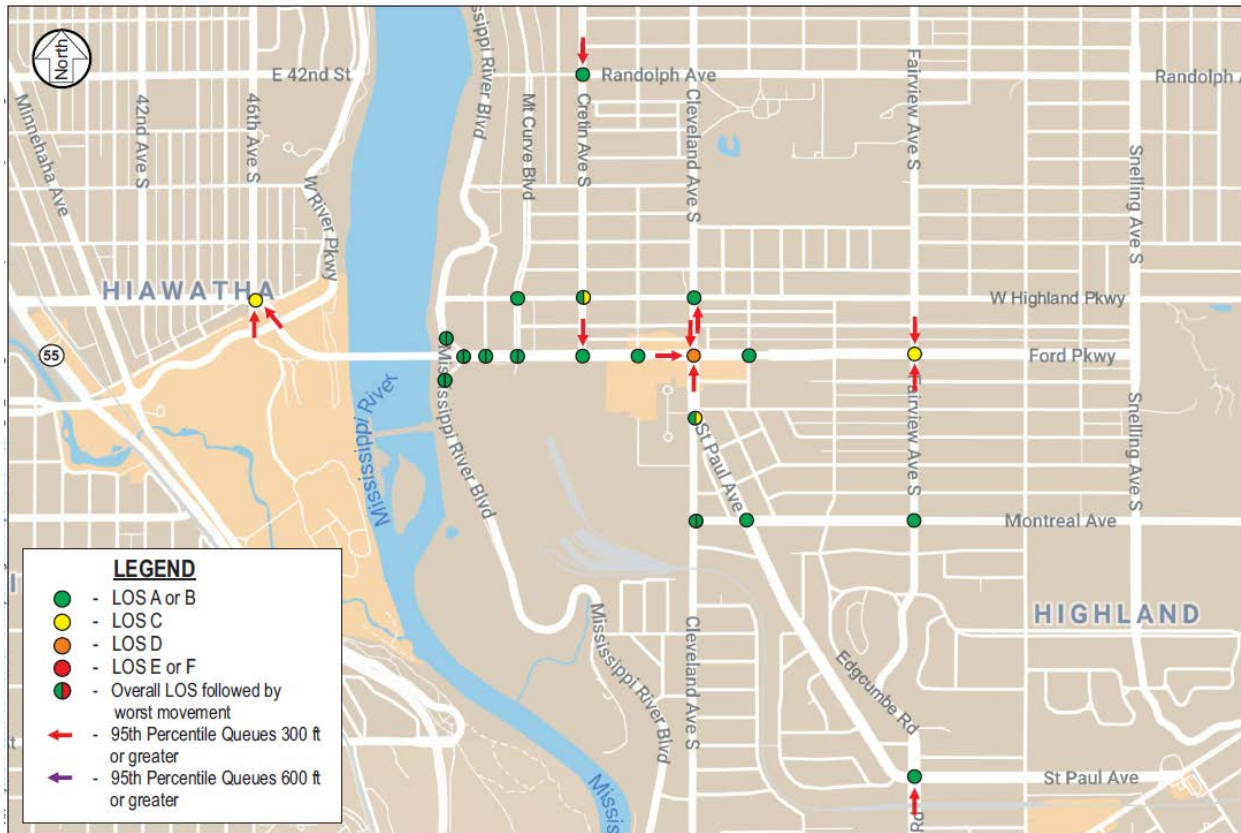 North
E 42nd St
Minnehaha Ave
42nd Ave S
46th Ave S
W River Pkwy
Mississippi River Blvd
Mt Curve Blvd
Cretin Ave S
Randolph Ave
Cleveland Ave S
Fairview Ave S
Snelling Ave S
HIAWATHA
W Highland Pkwy
55
Ford Pkwy
Mississippi River
Mississippi River Blvd
St Paul Ave
Fairview Ave S
Snelling Ave S
Montreal Ave
HIGHLAND
Mississippi River Blvd
Cleveland Ave S
Edgcumbe Rd
St Paul Ave
LEGEND
- LOS A or B
- LOS C
- LOS D
- LOS E or F
- Overall LOS followed by
worst movement
- 95th Percentile Queues 300 ft
or greater
- 95th Percentile Queues 600 ft
or greater